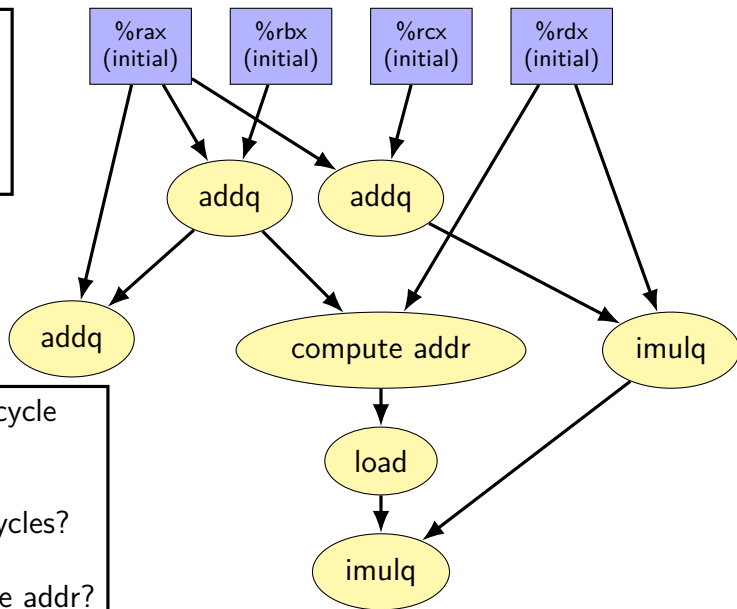 %rax
(initial)
%rbx
(initial)
%rcx
(initial)
%rdx
(initial)
addq
addq
addq
compute addr
imulq
cycle
load
ycles?
imulq
e addr?